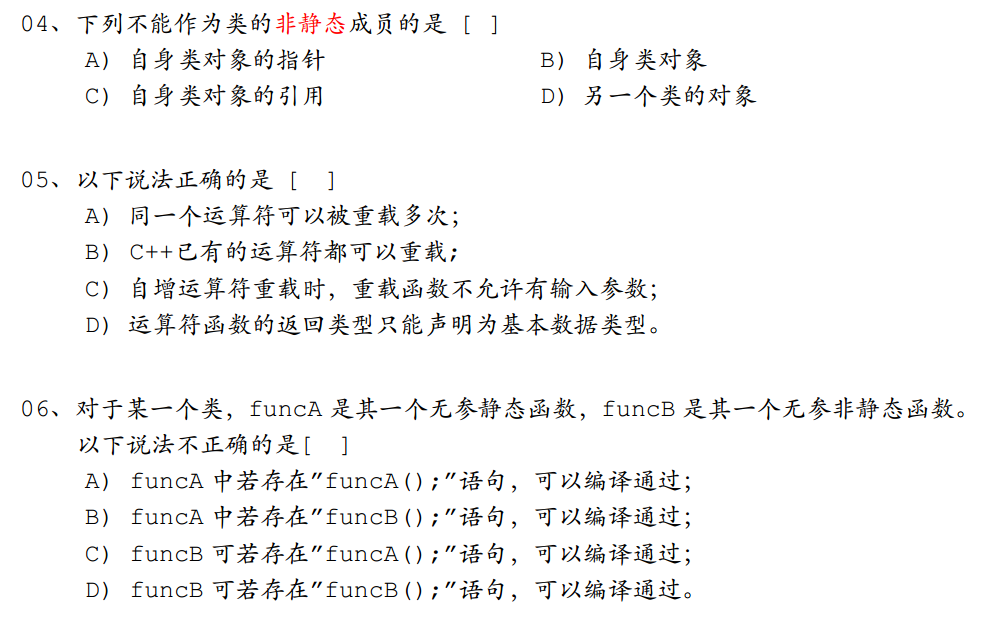 04、下列不能作为类的非静态成员的是 [ ]
A) 自身类对象的指针 B) 自身类对象
C) 自身类对象的引用 D) 另一个类的对象
05、以下说法正确的是 [ ]
A) 同一个运算符可以被重载多次;
B) C++已有的运算符都可以重载;
C) 自增运算符重载时，重载函数不允许有输入参数;
D) 运算符函数的返回类型只能声明为基本数据类型。
06、对于某一个类，funcA 是其一个无参静态函数，funcB 是其一个无参非静态函数。
以下说法不正确的是[ ]
A) funcA 中若存在"funcA();"语句，可以编译通过;
B) funcA 中若存在"funcB();"语句，可以编译通过;
C) funcB 可若存在"funcA();"语句，可以编译通过;
D) funcB 可若存在"funcB();"语句，可以编译通过。